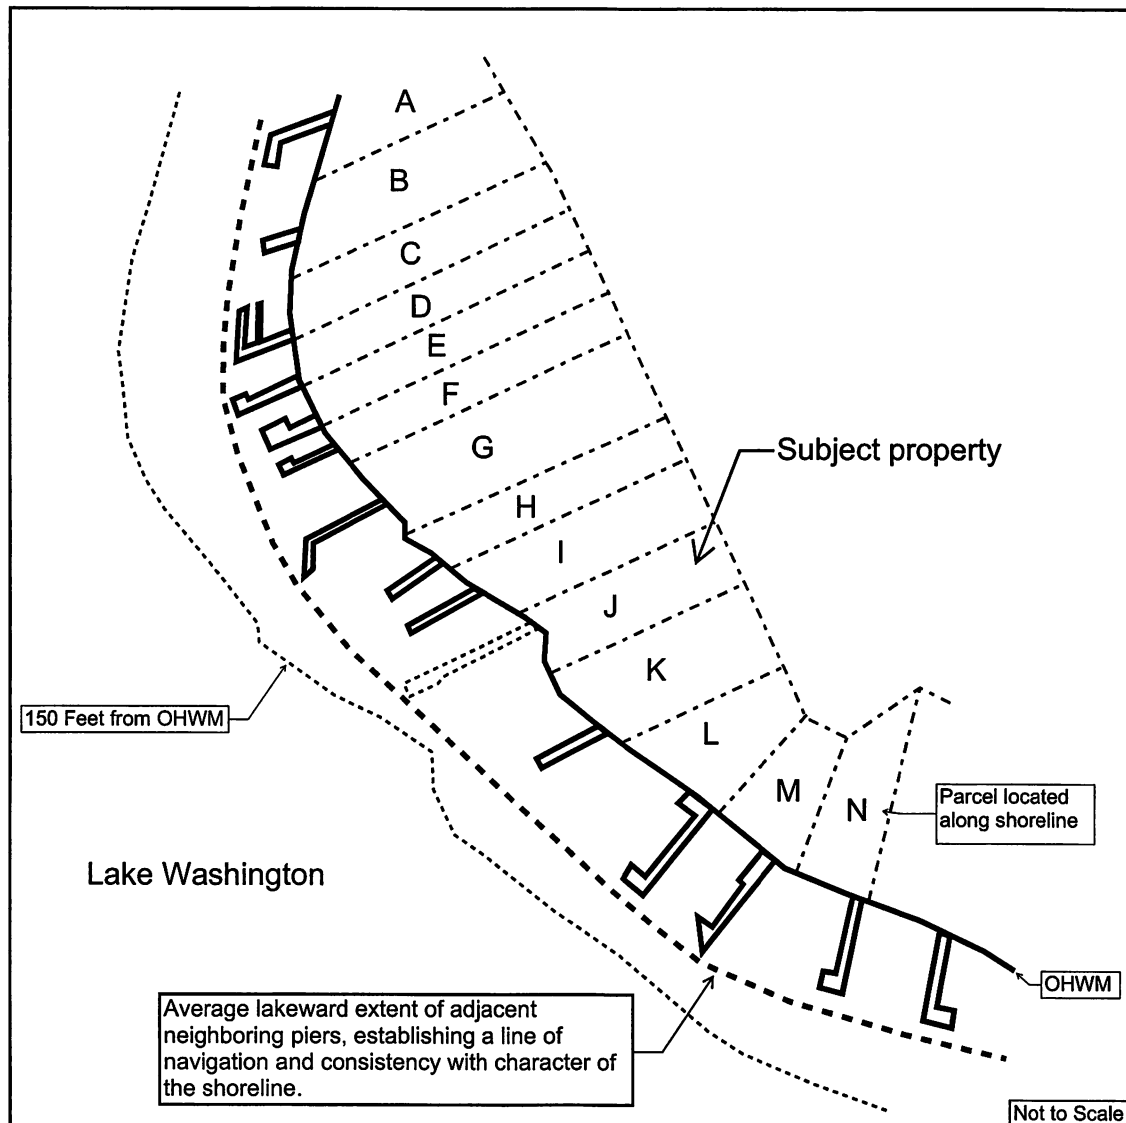 A
B
C
D
E
F
G
Subject property
H
I
J
K
150 Feet from OHWM
L
M
N
Parcel located
along shoreline
Lake Washington
OHWM
Average lakeward extent of adjacent
neighboring piers, establishing a line of
navigation and consistency with character of
the shoreline.
Not to Scale